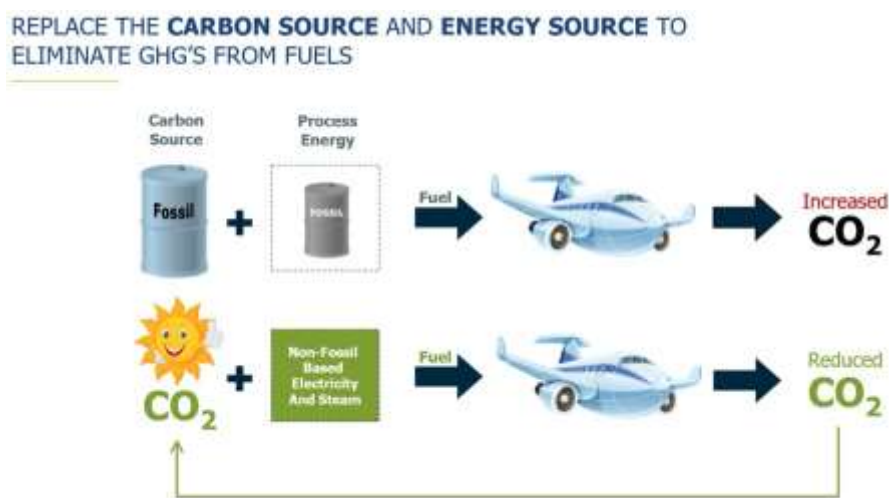 REPLACE THE CARBON SOURCE AND ENERGY SOURCE TO
ELIMINATE GHG'S FROM FUELS
Carbon
Source
Process
Energy
Fossil
+
FOSSIL
Fuel
Increased
CO2
CO2
+
Non-Fossil
Based
Electricity
And Steam
Fuel
Reduced
CO2